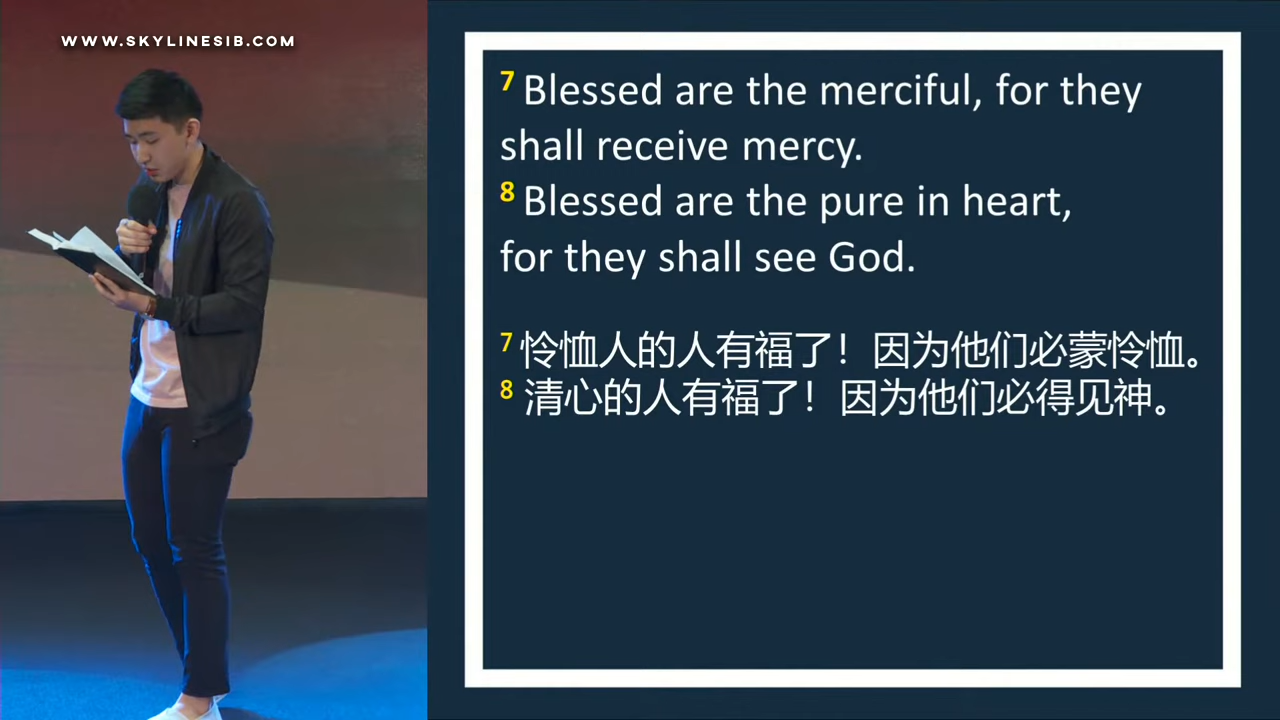 WWW.SKYLINESIB.COM
7 Blessed are the merciful, for they
shall receive mercy.
8 Blessed are the pure in heart,
for they shall see God.
7 怜恤人的人有福了！因为他们必蒙怜恤。
8 清心的人有福了！因为他们必得见神。